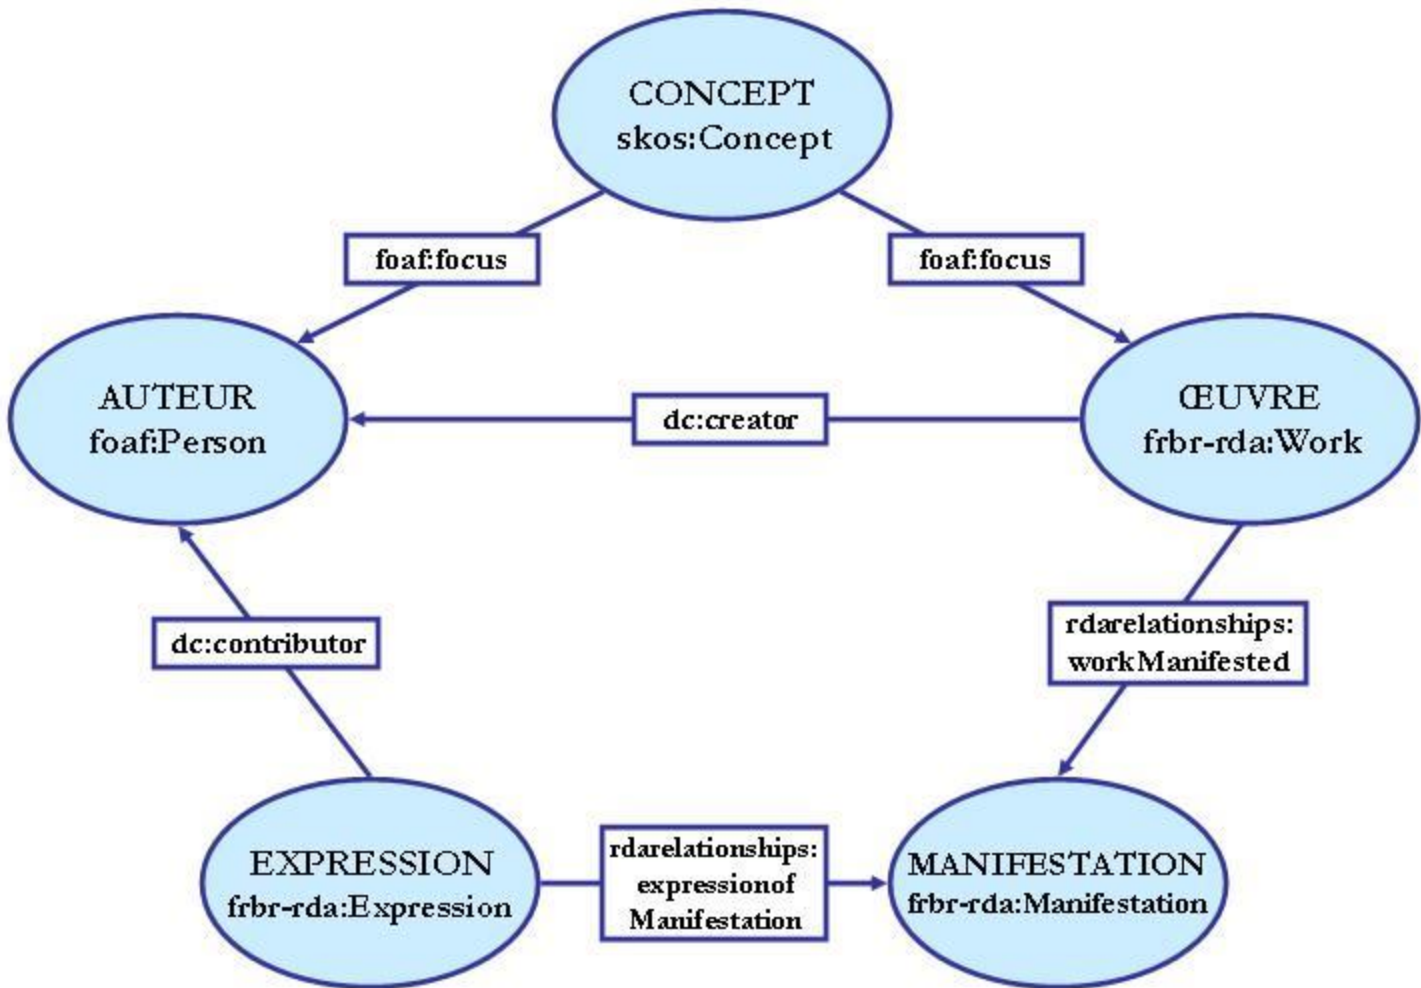 CONCEPT
skos:Concept
foaf:focus
foaf:focus
AUTEUR
foaf:Person
dc:creator
ŒUVRE
frbr-rda:Work
dc:contributor
rdarelationships:
workManifested
EXPRESSION
frbr-rda:Expression
rdarelationships:
expressionof
Manifestation
MANIFESTATION
frbr-rda:Manifestation